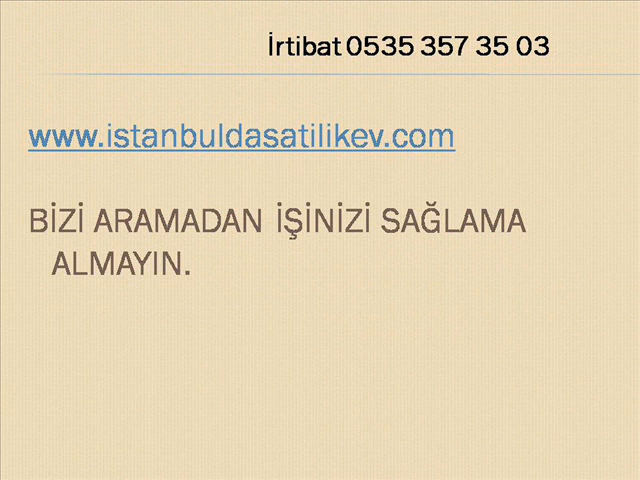 İrtibat 0535 357 35 03
www.istanbuldasatilikev.com
BİZİ ARAMADAN İŞİNİZİ SAĞLAMA
ALMAYIN.